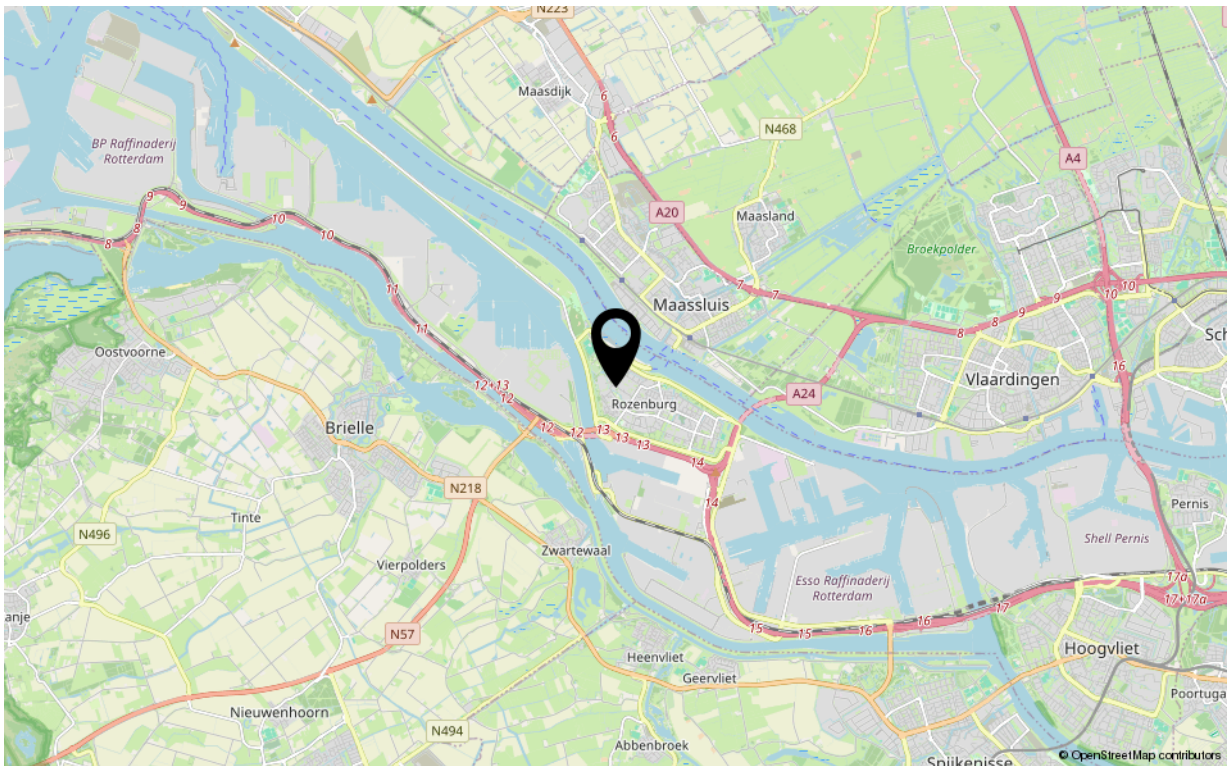 N223
Maasdijk
6
6
N468
BP Raffinaderij
Rotterdam
A4
9
9
8
8
10
10
A20
Maasland
Broekpolder
11
11
7
7
Maassluis
8
8
9
10
10
Sch
Oostvoorne
16
12+13
12
A24
Vlaardingen
Rozenburg
Brielle
12
12
13
13
13
14
14
N218
N496
Tinte
Pernis
Zwartewaal
Shell Pernis
Vierpolders
Esso Raffinaderij
Rotterdam
17a
17+17a
17
16
16
15
15
anje
N57
Heenvliet
Geervliet
Hoogvliet
Poortuga
Nieuwenhoorn
N494
Abbenbroek
Spijkenisse
© OpenStreetMap contributors